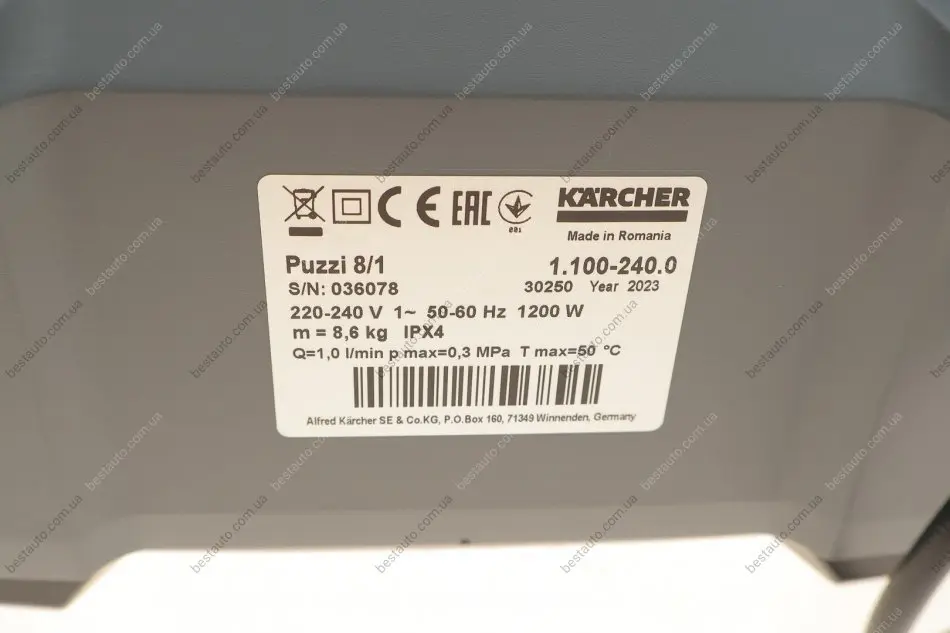 KÄRCHER
CE EAC
001
Made in Romania
Puzzi 8/1 1.100-240.0
S/N: 036078 30250 Year 2023
220-240 V 1~ 50-60 Hz 1200 W
m = 8,6 kg IPX4
Q=1,0 l/min p max=0,3 MPa T max=50 °C
Alfred Kärcher SE & Co.KG, P.O.Box 160, 71349 Winnenden, Germany
bestauto.com.ua